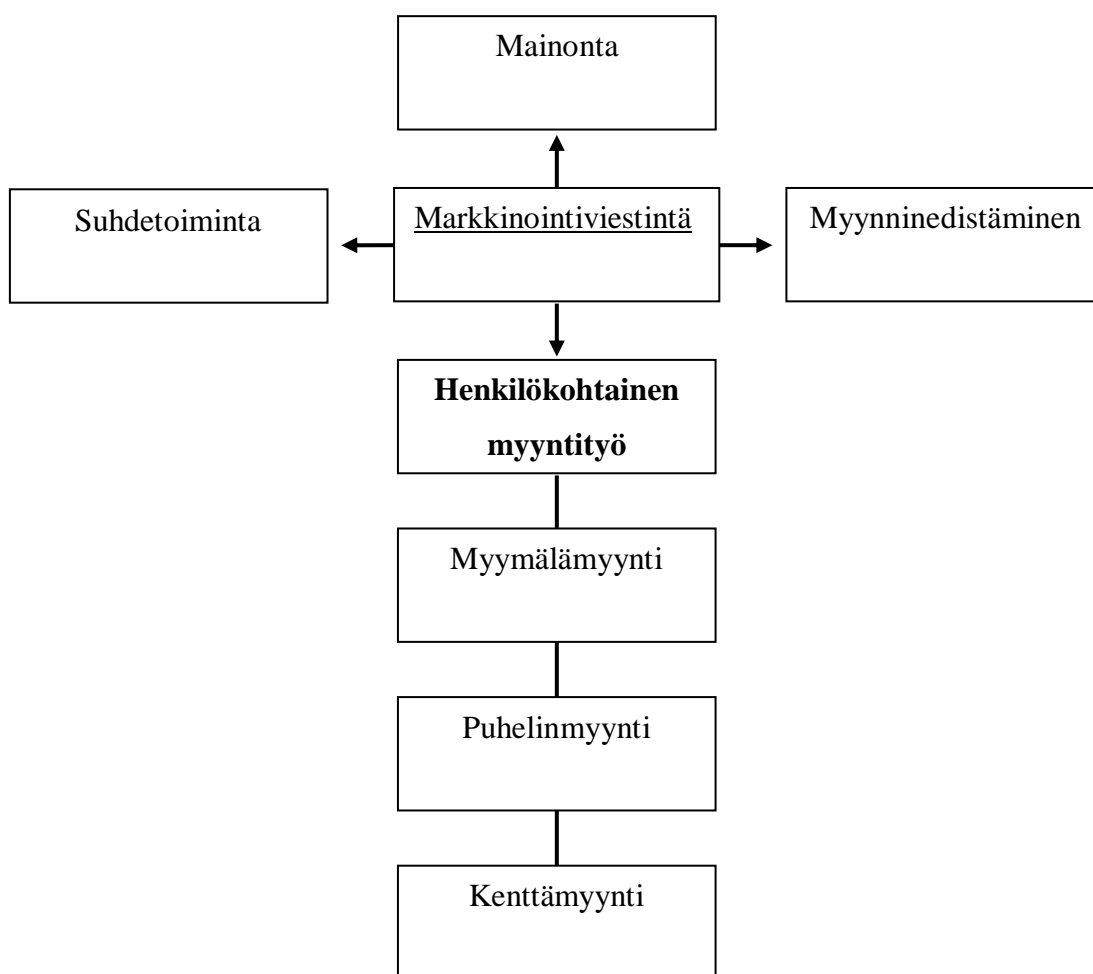 Mainonta
Suhdetoiminta
Markkinointiviestintä
Myynninedistäminen
Henkilökohtainen
myyntityö
Myymälämyynti
Puhelinmyynti
Kenttämyynti